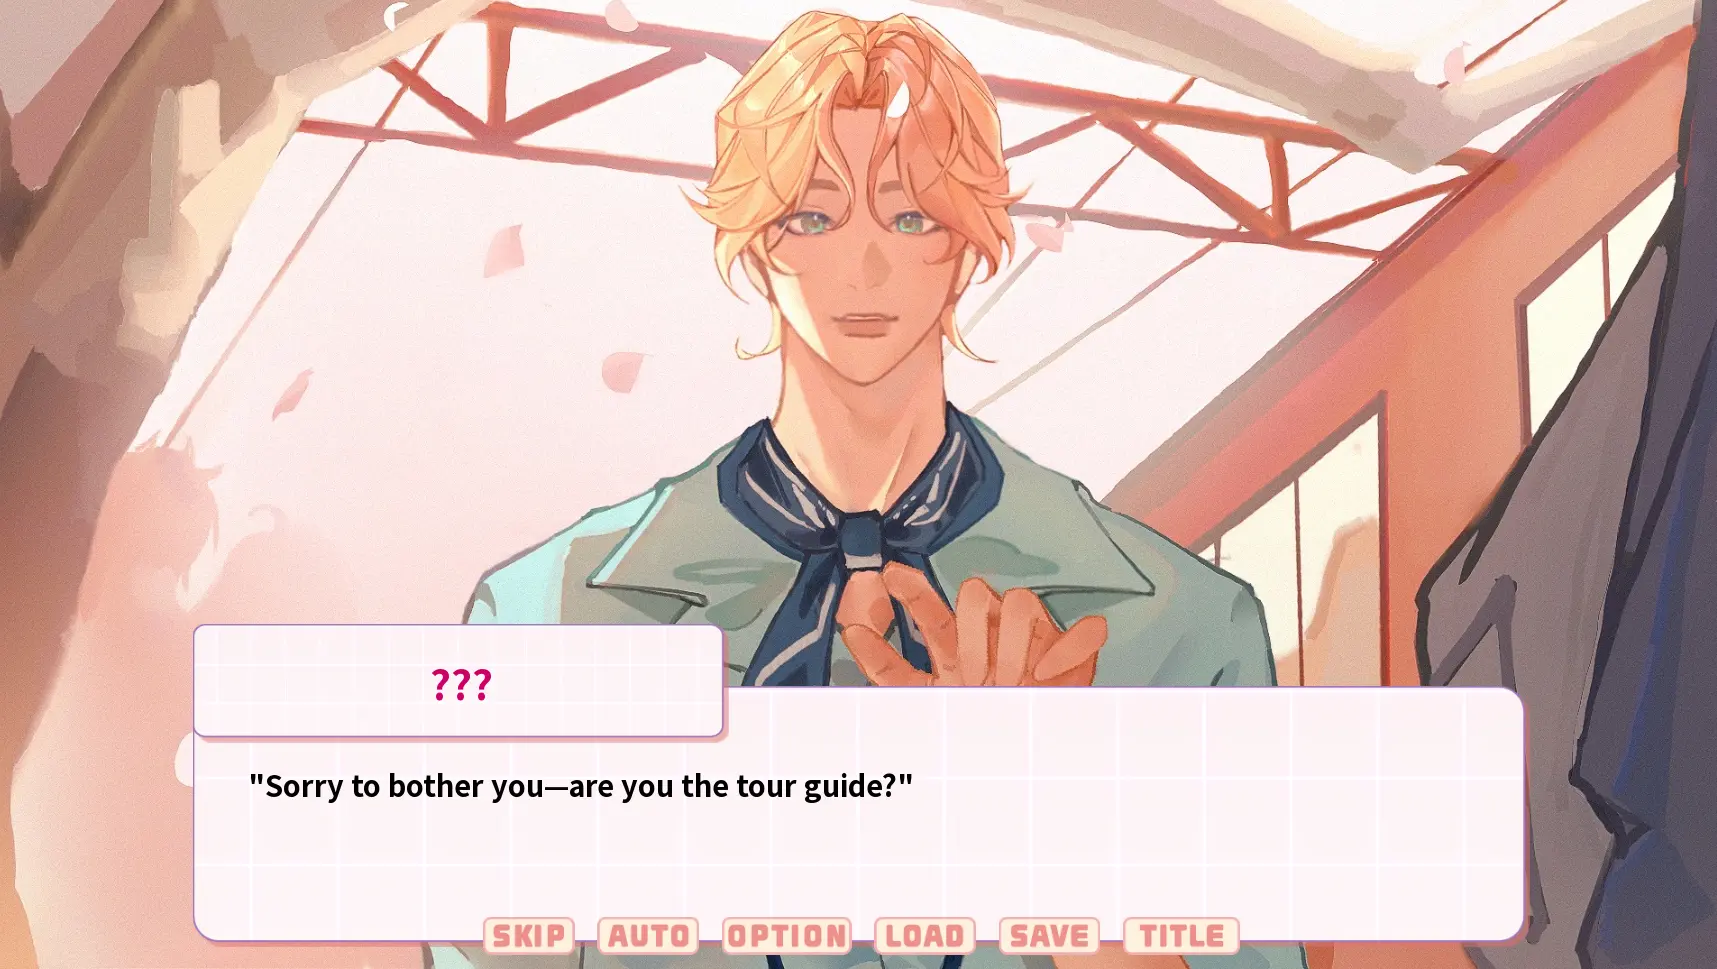 ???
"Sorry to bother you—are you the tour guide?"
SKIP AUTO OPTION LOAD SAVE TITLE